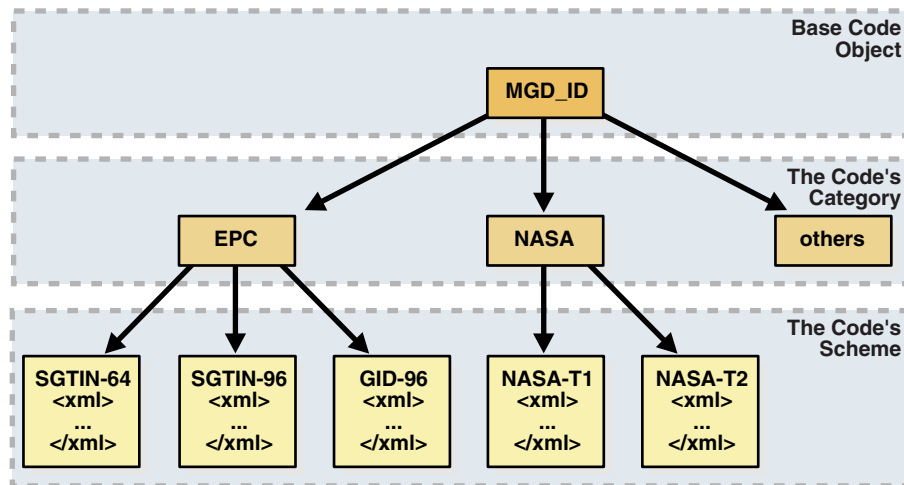 Base Code
Object
MGD_ID
The Code's
Category
EPC
NASA
others
The Code's
Scheme
SGTIN-64
<xml>
...
</xml>
SGTIN-96
<xml>
...
</xml>
GID-96
<xml>
...
</xml>
NASA-T1
<xml>
...
</xml>
NASA-T2
<xml>
...
</xml>